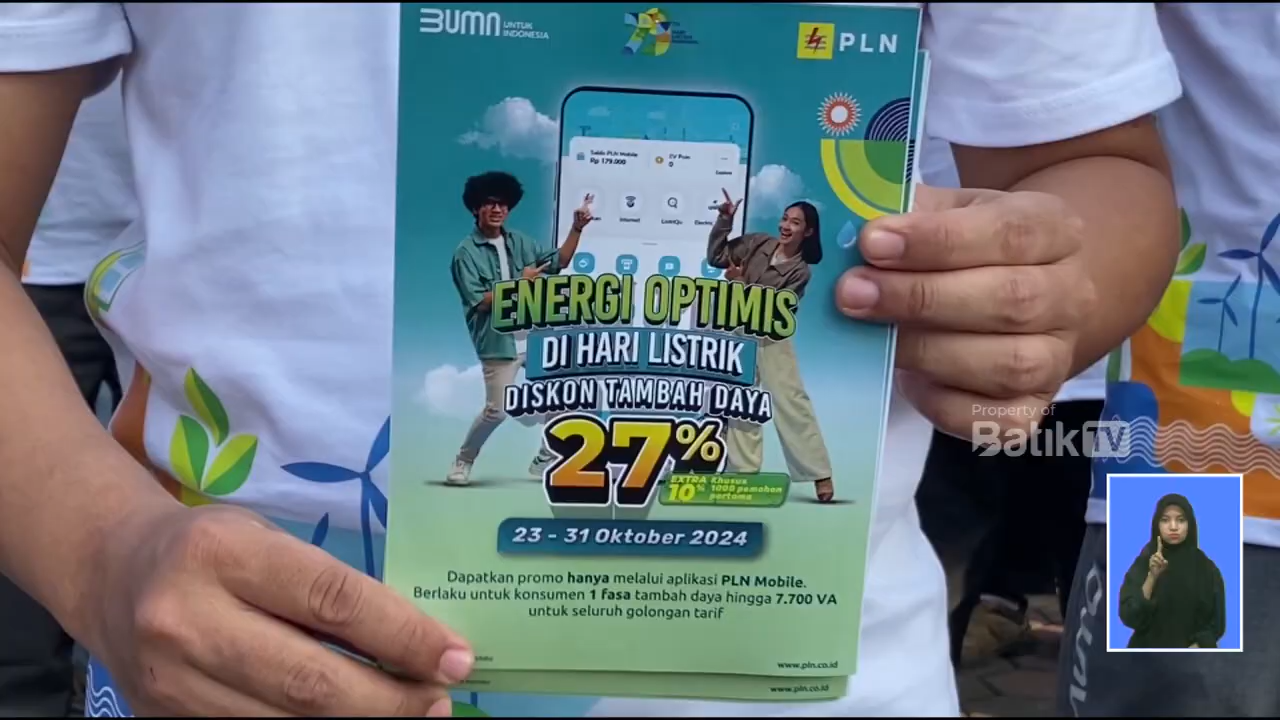 BUMN UNTUK INDONESIA
79
PLN
Saldo PLN Mobile
Rp 179.000
0
Internet
ListriQu
ENERGI OPTIMIS
DI HARI LISTRIK
DISKON TAMBAH DAYA
27%
EXTRA 10% Khusus 1000 pemohon pertama
23 - 31 Oktober 2024
Dapatkan promo hanya melalui aplikasi PLN Mobile.
Berlaku untuk konsumen 1 fasa tambah daya hingga 7.700 VA
untuk seluruh golongan tarif
www.pln.co.id
www.pln.co.id
Property of
BatikTV